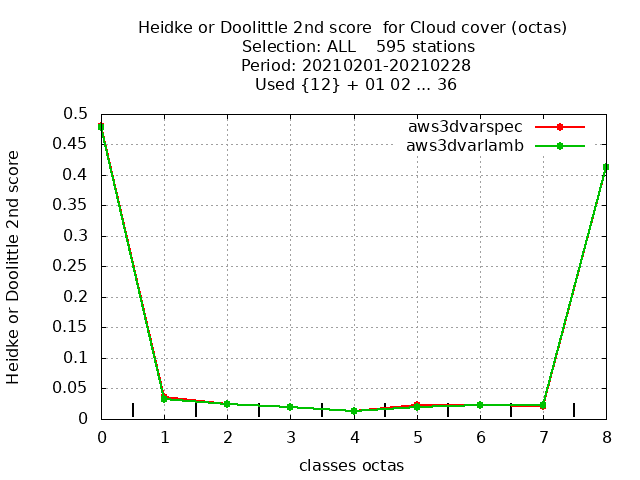 Heidke or Doolittle 2nd score  for Cloud cover (octas)
Selection: ALL    595 stations
Period: 20210201-20210228
Used {12} + 01 02 ... 36
aws3dvarspec
aws3dvarlamb
Heidke or Doolittle 2nd score
0.5
0.45
0.4
0.35
0.3
0.25
0.2
0.15
0.1
0.05
0
0 1 2 3 4 5 6 7 8
classes octas